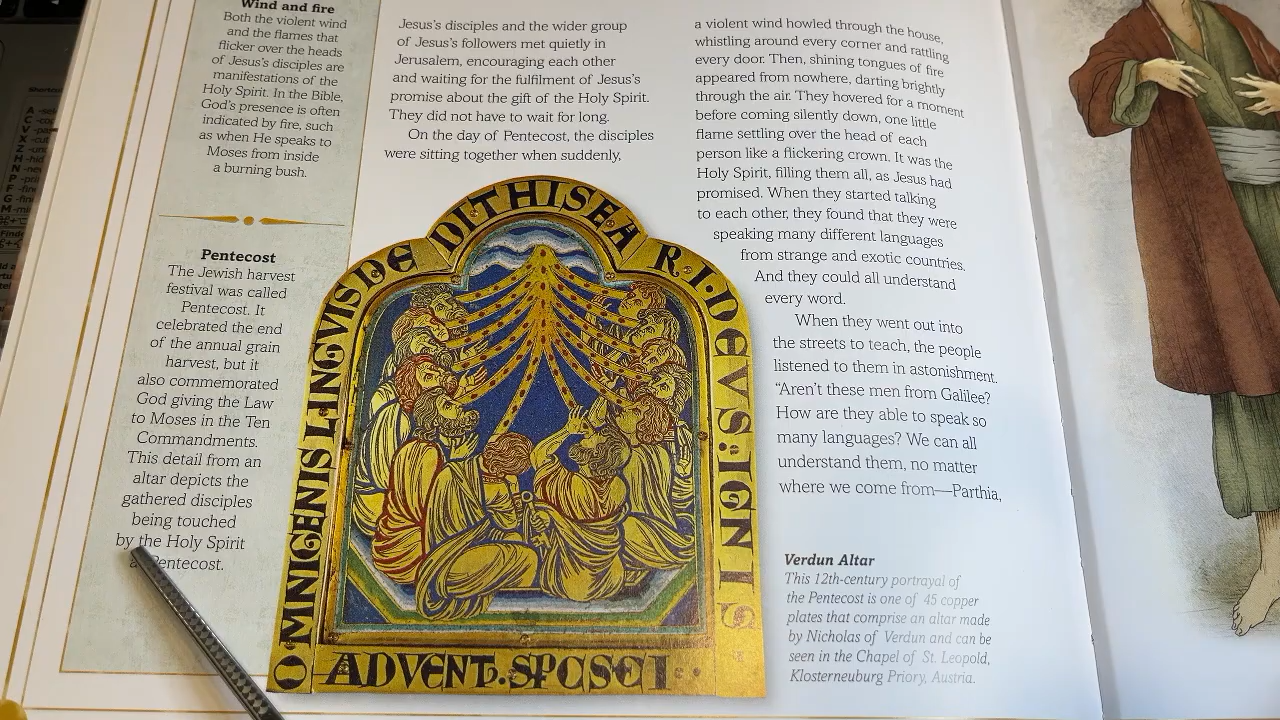 Wind and fire
Both the violent wind
and the flames that
flicker over the heads
of Jesus's disciples are
manifestations of the
Holy Spirit. In the Bible,
God's presence is often
indicated by fire, such
as when He speaks to
Moses from inside
a burning bush.
Pentecost
The Jewish harvest
festival was called
Pentecost. It
celebrated the end
of the annual grain
harvest, but it
also commemorated
God giving the Law
to Moses in the Ten
Commandments.
This detail from an
altar depicts the
gathered disciples
being touched
by the Holy Spirit
Pentecost.
Jesus's disciples and the wider group
of Jesus's followers met quietly in
Jerusalem, encouraging each other
and waiting for the fulfilment of Jesus's
promise about the gift of the Holy Spirit.
They did not have to wait for long.
On the day of Pentecost, the disciples
were sitting together when suddenly,
OMNIGENIS LINGVIS DE DITHISEA R. DEVS: IGNIS
ADVENT. SPCSCI
a violent wind howled through the house,
whistling around every corner and rattling
every door. Then, shining tongues of fire
appeared from nowhere, darting brightly
through the air. They hovered for a moment
before coming silently down, one little
flame settling over the head of each
person like a flickering crown. It was the
Holy Spirit, filling them all, as Jesus had
promised. When they started talking
to each other, they found that they were
speaking many different languages
from strange and exotic countries.
And they could all understand
every word.
When they went out into
the streets to teach, the people
listened to them in astonishment.
“Aren't these men from Galilee?
How are they able to speak so
many languages? We can all
understand them, no matter
where we come from—Parthia,
Verdun Altar
This 12th-century portrayal of
the Pentecost is one of 45 copper
plates that comprise an altar made
by Nicholas of Verdun and can be
seen in the Chapel of St. Leopold,
Klosterneuburg Priory, Austria.